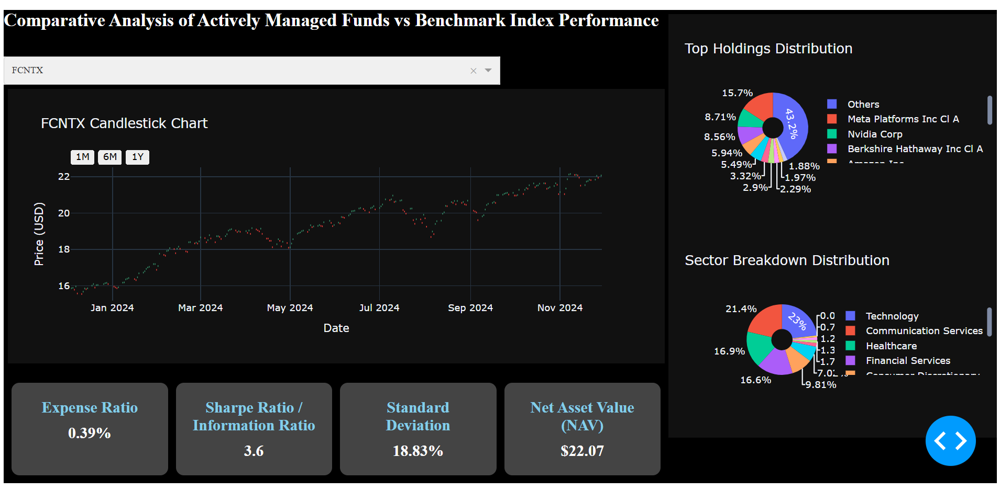 Comparative Analysis of Actively Managed Funds vs Benchmark Index Performance
FCNTX
FCNTX Candlestick Chart
1M 6M 1Y
22
20
18
16
Price (USD)
Jan 2024 Mar 2024 May 2024 Jul 2024 Sep 2024 Nov 2024
Date
Expense Ratio
0.39%
Sharpe Ratio /
Information Ratio
3.6
Standard
Deviation
18.83%
Net Asset Value
(NAV)
$22.07
Top Holdings Distribution
43.2%
15.7%
8.71%
8.56%
5.94%
5.49%
3.32%
2.9%
2.29%
1.97%
1.88%
Others
Meta Platforms Inc Cl A
Nvidia Corp
Berkshire Hathaway Inc Cl A
Sector Breakdown Distribution
23%
21.4%
16.9%
16.6%
9.81%
7.02
1.7
1.3
1.2
0.7
0.0
Technology
Communication Services
Healthcare
Financial Services